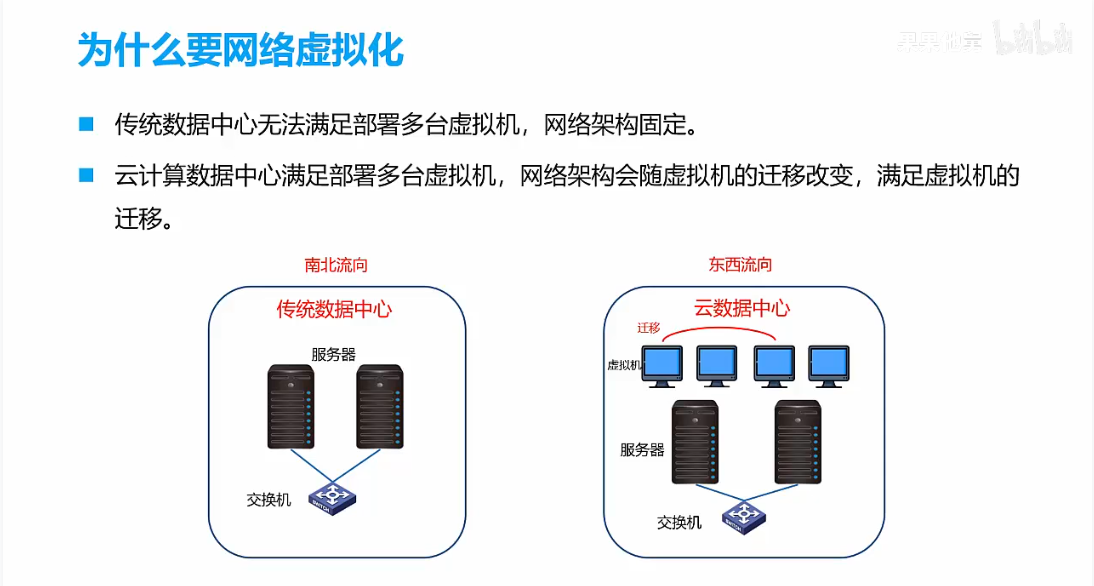 为什么要网络虚拟化
bilibili
传统数据中心无法满足部署多台虚拟机，网络架构固定。
云计算数据中心满足部署多台虚拟机，网络架构会随虚拟机的迁移改变，满足虚拟机的
迁移。
南北流向
东西流向
传统数据中心
服务器
交换机
云数据中心
迁移
虚拟机
服务器
交换机